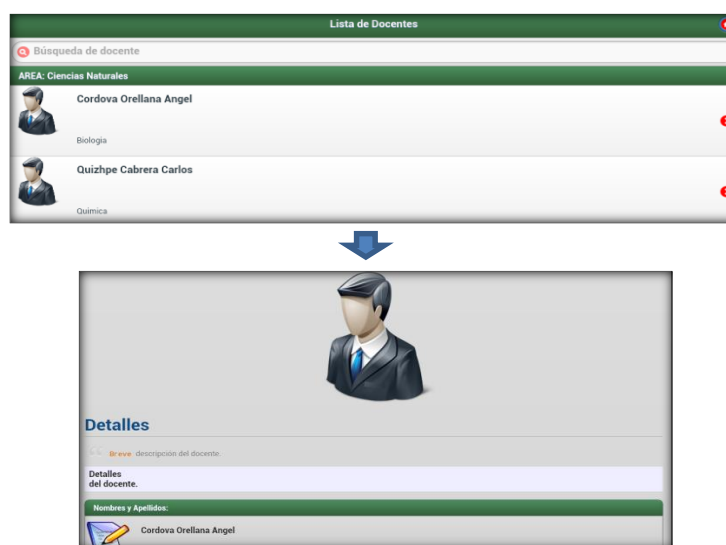 Lista de Docentes
Búsqueda de docente
AREA: Ciencias Naturales
Cordova Orellana Angel
Biologia
Quizhpe Cabrera Carlos
Quimica
Detalles
Breve descripción del docente.
Detalles
del docente.
Nombres y Apellidos:
Cordova Orellana Angel